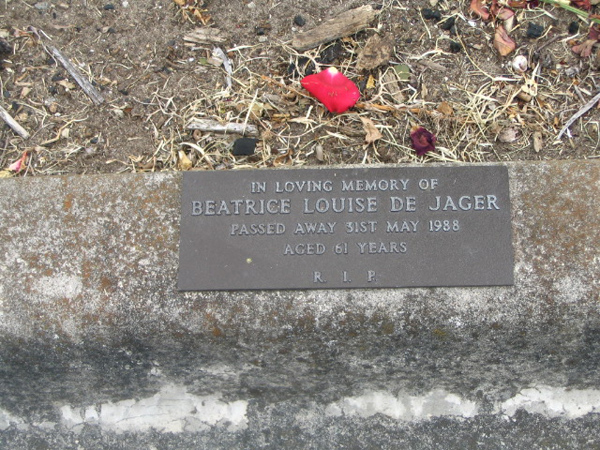 IN LOVING MEMORY OF
BEATRICE LOUISE DE JAGER
PASSED AWAY 31ST MAY 1988
AGED 61 YEARS
R. I. P.